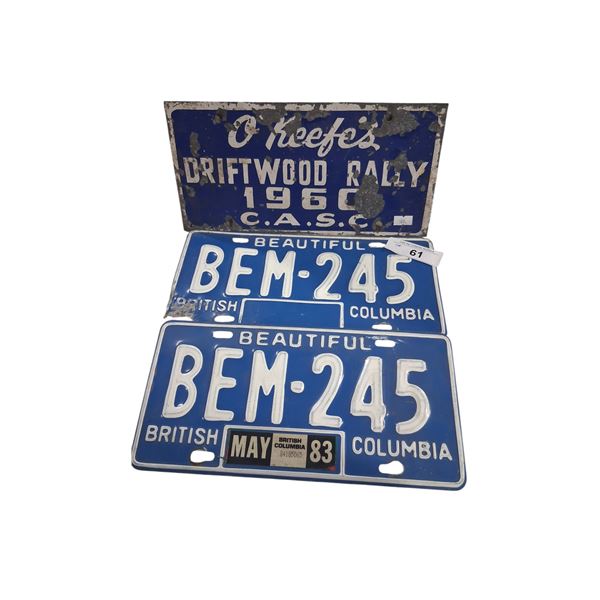 O'Keefe's
DRIFTWOOD RALLY
1960
C.A.S.C.
BEAUTIFUL
61
BEM-245
BRITISH COLUMBIA
BEAUTIFUL
BEM-245
BRITISH COLUMBIA
MAY BRITISH COLUMBIA 83